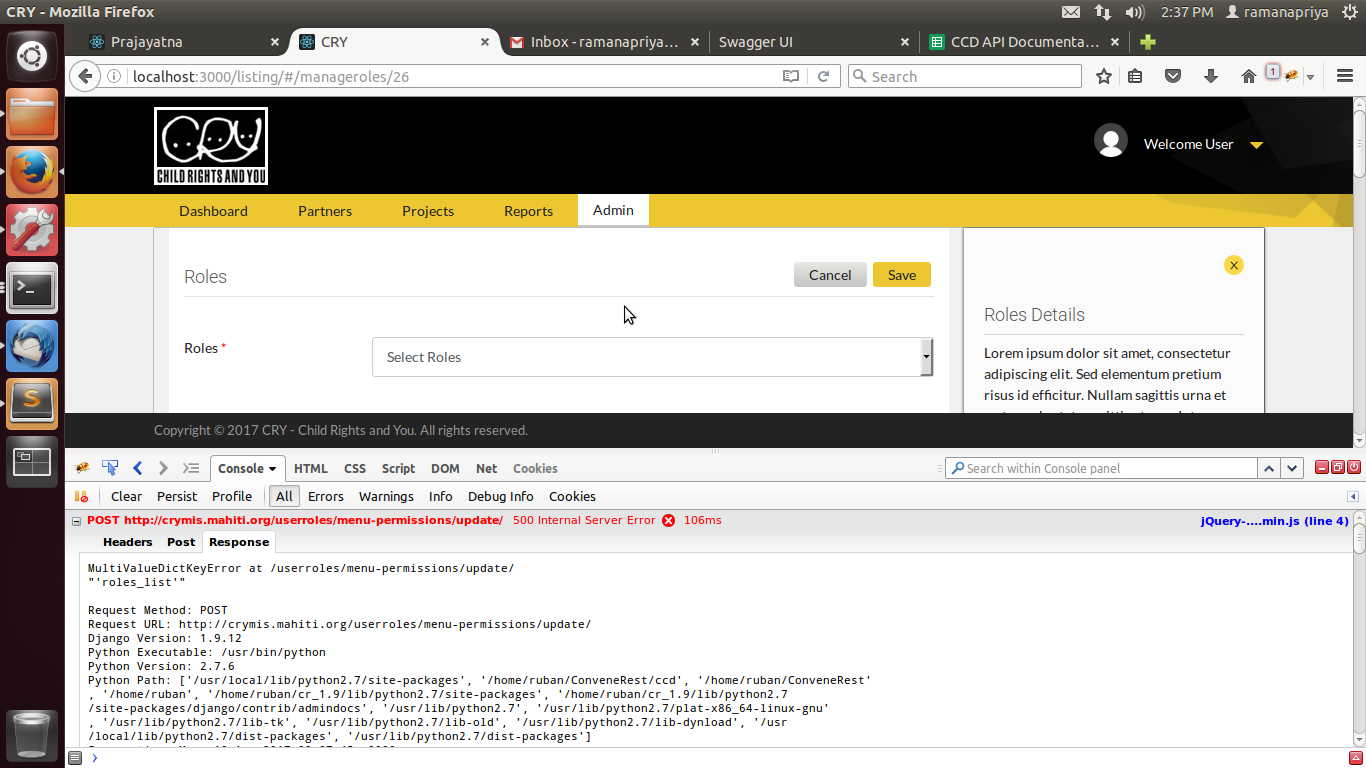 CRY - Mozilla Firefox
2:37 PM ramanapriya
Prajayatna
CRY
Inbox - ramanapriya...
Swagger UI
CCD API Documenta...
localhost:3000/listing/#/manageroles/26
Search
1
CRY
CHILD RIGHTS AND YOU
Welcome User
Dashboard Partners Projects Reports Admin
Roles
Cancel Save
Roles *
Select Roles
X
Roles Details
Lorem ipsum dolor sit amet, consectetur
adipiscing elit. Sed elementum pretium
risus id efficitur. Nullam sagittis urna et
Copyright © 2017 CRY - Child Rights and You. All rights reserved.
Console HTML CSS Script DOM Net Cookies
Search within Console panel
Clear Persist Profile All Errors Warnings Info Debug Info Cookies
POST http://crymis.mahiti.org/userroles/menu-permissions/update/ 500 Internal Server Error 106ms
jQuery-....min.js (line 4)
Headers Post Response
MultiValueDictKeyError at /userroles/menu-permissions/update/
"'roles_list'"
Request Method: POST
Request URL: http://crymis.mahiti.org/userroles/menu-permissions/update/
Django Version: 1.9.12
Python Executable: /usr/bin/python
Python Version: 2.7.6
Python Path: ['/usr/local/lib/python2.7/site-packages', '/home/ruban/ConveneRest/ccd', '/home/ruban/ConveneRest'
, '/home/ruban', '/home/ruban/cr_1.9/lib/python2.7/site-packages', '/home/ruban/cr_1.9/lib/python2.7
/site-packages/django/contrib/admindocs', '/usr/lib/python2.7', '/usr/lib/python2.7/plat-x86_64-linux-gnu'
, '/usr/lib/python2.7/lib-tk', '/usr/lib/python2.7/lib-old', '/usr/lib/python2.7/lib-dynload', '/usr
/local/lib/python2.7/dist-packages', '/usr/lib/python2.7/dist-packages']